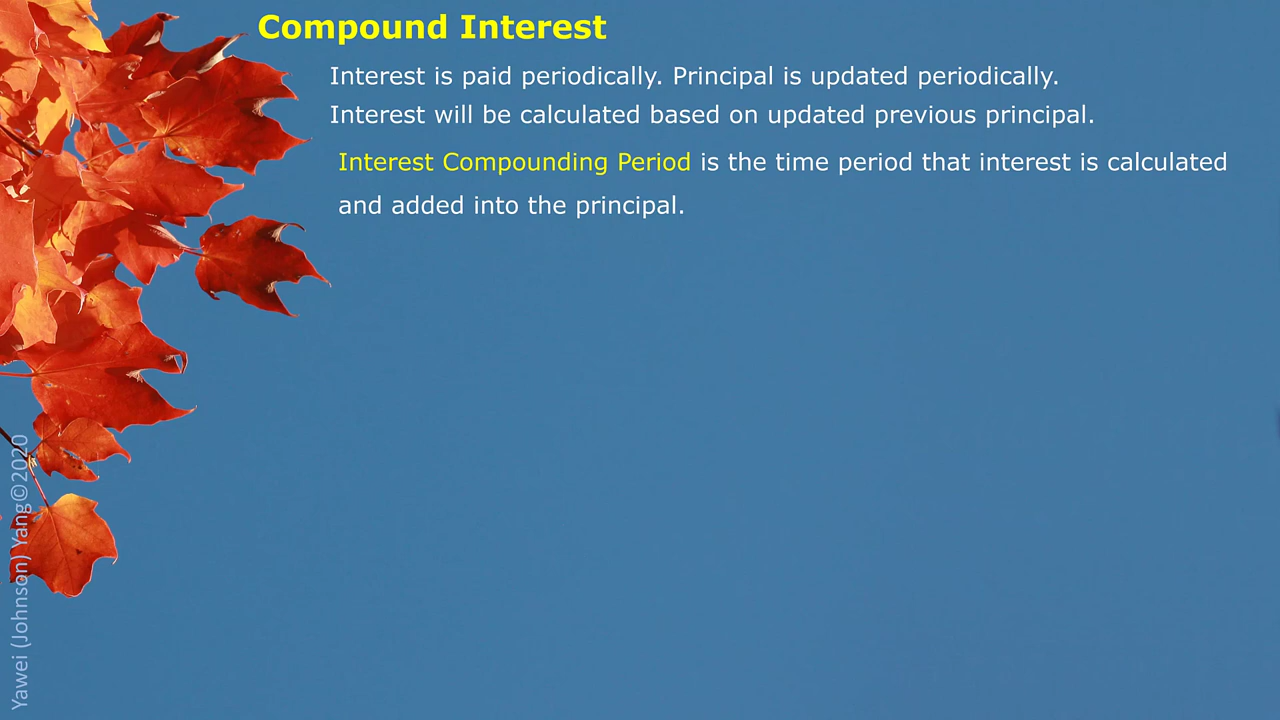 Compound Interest
Interest is paid periodically. Principal is updated periodically.
Interest will be calculated based on updated previous principal.
Interest Compounding Period is the time period that interest is calculated
and added into the principal.
Yawei (Johnson) Yang©2020